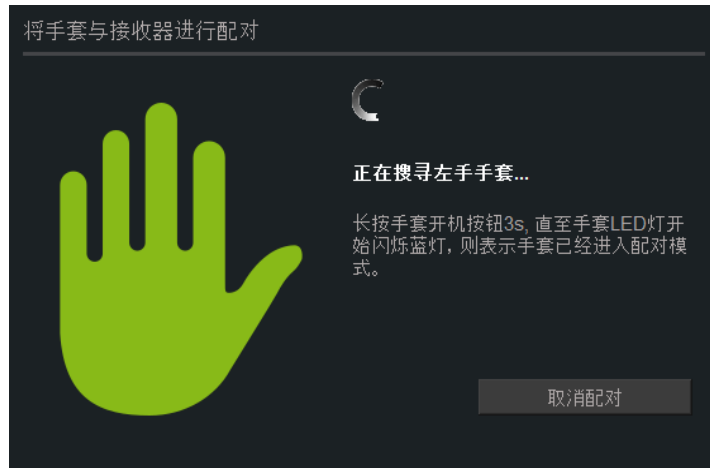 将手套与接收器进行配对
正在搜寻左手手套...
长按手套开机按钮3s, 直至手套LED灯开
始闪烁蓝灯, 则表示手套已经进入配对模
式。
取消配对